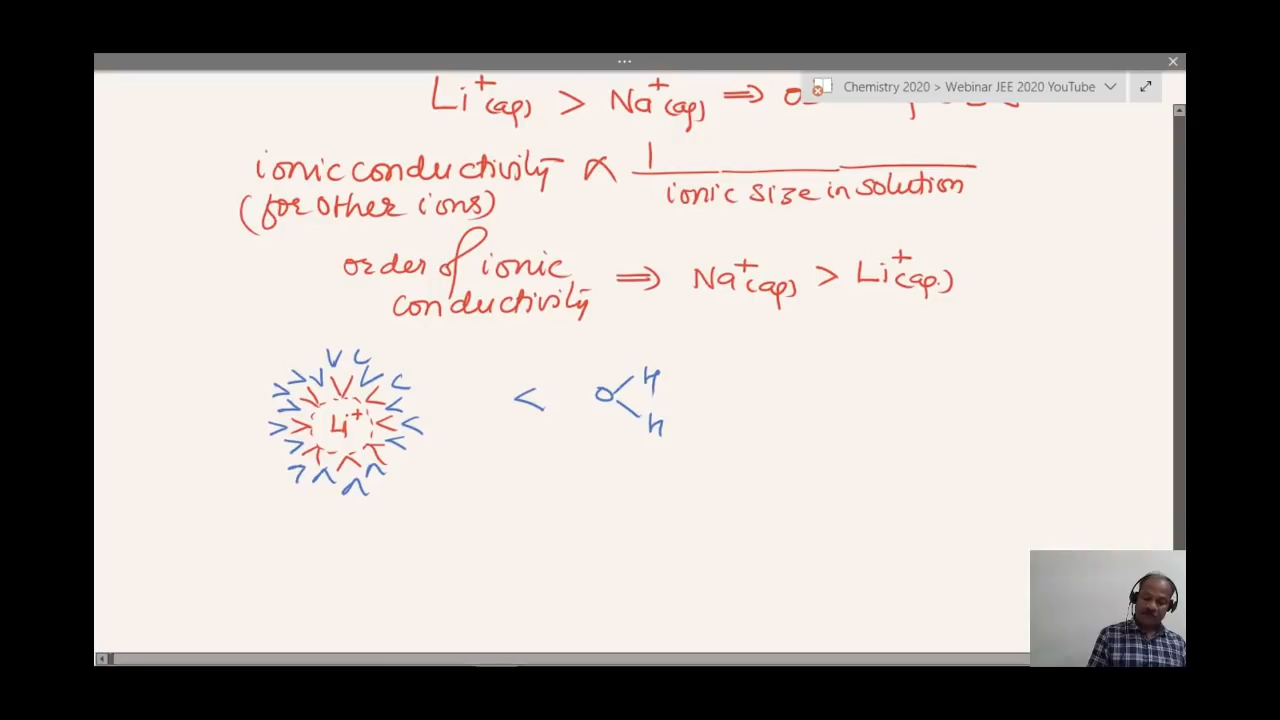 Chemistry 2020 > Webinar JEE 2020 YouTube
Li+(aq) > Na+(aq) ⇒
ionic conductivity ∝ 1 / ionic size in solution
(for other ions)
order of ionic conductivity ⇒ Na+(aq) > Li+(aq.)
Li+
< O H H